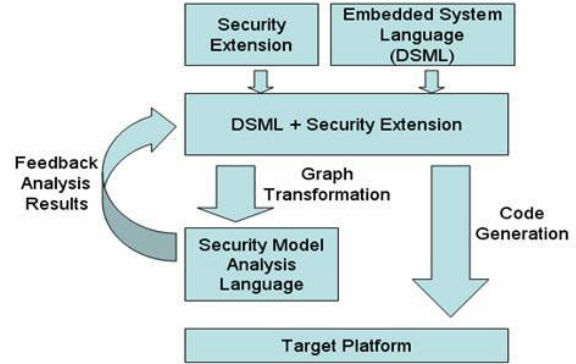 Security
Extension
Embedded System
Language
(DSML)
DSML + Security Extension
Feedback
Analysis
Results
Graph
Transformation
Code
Generation
Security Model
Analysis
Language
Target Platform